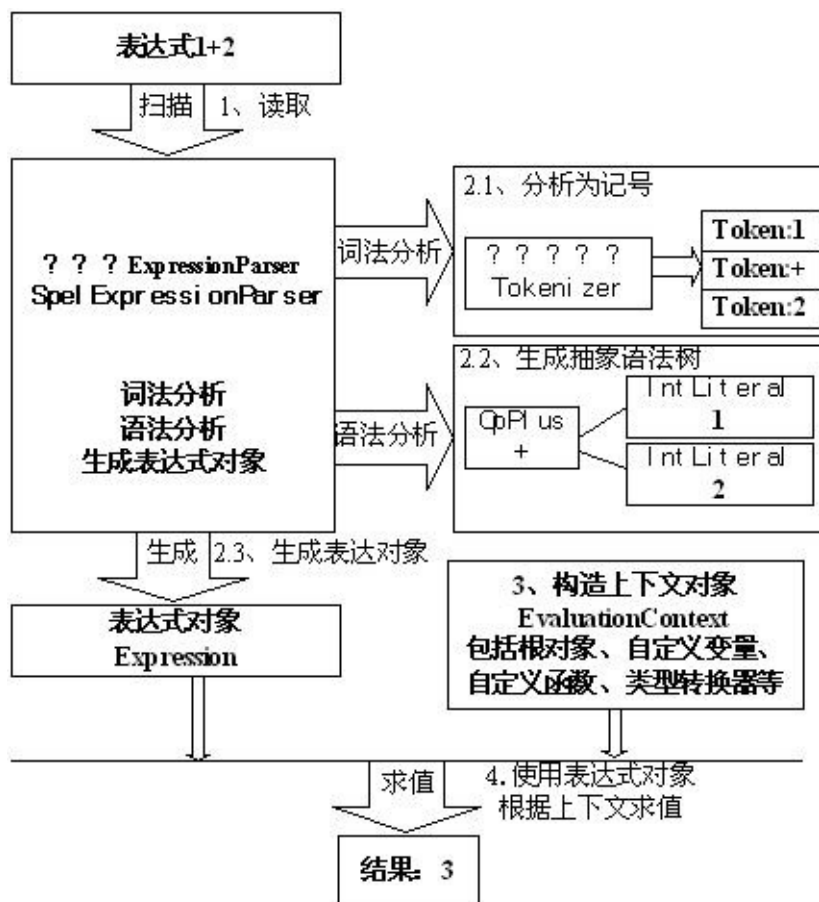 表达式1+2
扫描 1、读取
? ? ? ExpressionParser
Spel ExpressionParser
词法分析
语法分析
生成表达式对象
词法分析
2.1、分析为记号
? ? ? ? ?
Tokenizer
Token:1
Token:+
Token:2
语法分析
2.2、生成抽象语法树
OpPlus
+
IntLiteral
1
IntLiteral
2
生成 2.3、生成表达对象
表达式对象
Expression
3、构造上下文对象
EvaluationContext
包括根对象、自定义变量、
自定义函数、类型转换器等
求值
4.使用表达式对象
根据上下文求值
结果：3